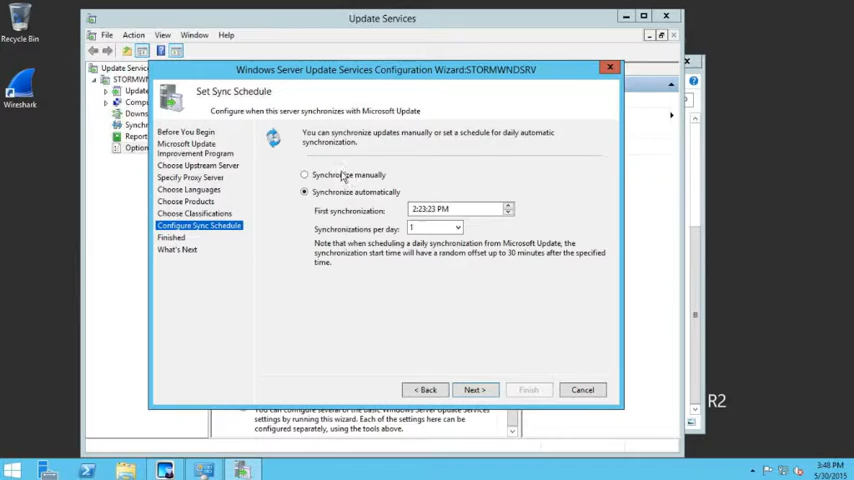 Update Services
File Action View Window Help
Recycle Bin
Wireshark
Update Services
STORMWN
Update
Compu
Downs
Synchr
Report
Option
Windows Server Update Services Configuration Wizard:STORMWNDSRV
Set Sync Schedule
Configure when this server synchronizes with Microsoft Update
Before You Begin
Microsoft Update
Improvement Program
Choose Upstream Server
Specify Proxy Server
Choose Languages
Choose Products
Choose Classifications
Configure Sync Schedule
Finished
What's Next
You can synchronize updates manually or set a schedule for daily automatic
synchronization.
Synchronize manually
Synchronize automatically
First synchronization: 2:23:23 PM
Synchronizations per day: 1
Note that when scheduling a daily synchronization from Microsoft Update, the
synchronization start time will have a random offset up to 30 minutes after the specified
time.
< Back Next > Finish Cancel
You can configure several of the basic Windows Server Update Services
settings by running this wizard. Each of the settings here can be
configured separately, using the tools above.
R2
3:48 PM
5/30/2015